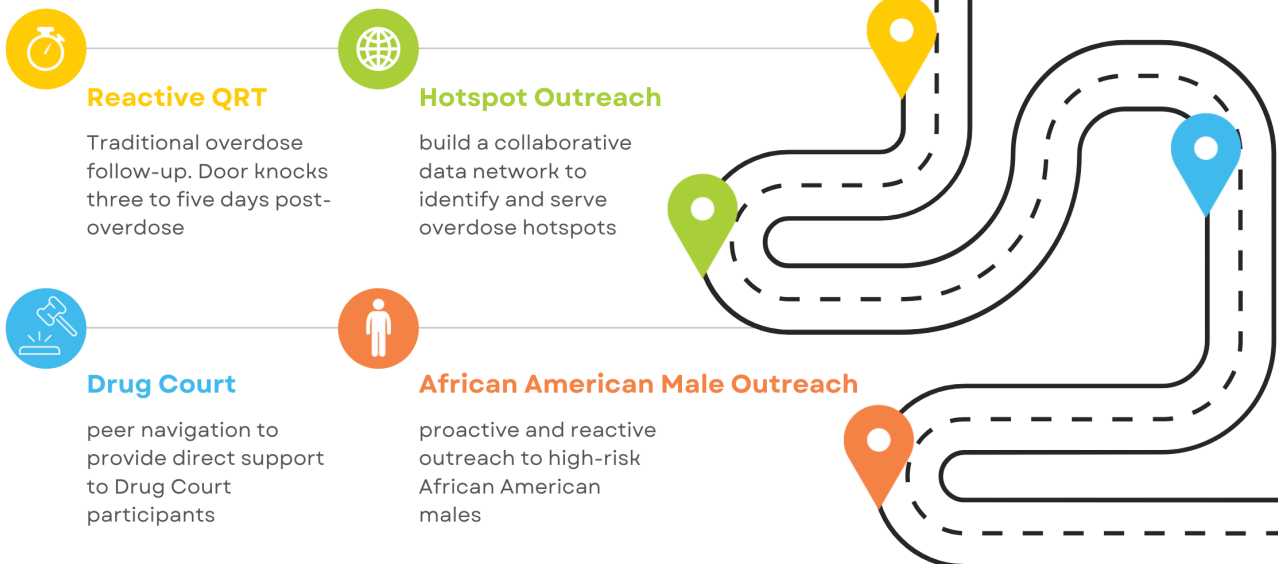 Reactive QRT
Traditional overdose
follow-up. Door knocks
three to five days post-
overdose
Hotspot Outreach
build a collaborative
data network to
identify and serve
overdose hotspots
Drug Court
peer navigation to
provide direct support
to Drug Court
participants
African American Male Outreach
proactive and reactive
outreach to high-risk
African American
males